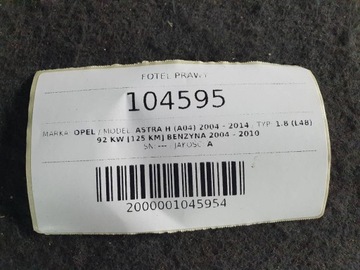 FOTEL PRAWY
104595
MARKA: OPEL / MODEL: ASTRA H (A04) 2004 - 2014 / TYP: 1.8 (L48)
92 KW [125 KM] BENZYNA 2004 - 2010
SN: --- / JAKOŚĆ: A
2000001045954